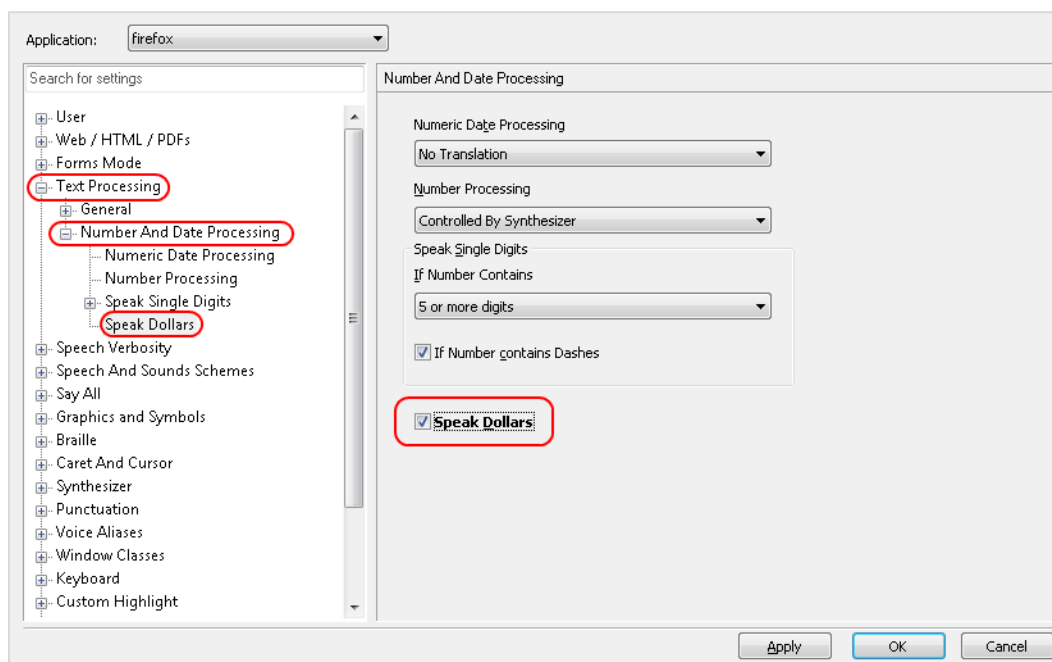 Application: firefox
Search for settings
User
Web / HTML / PDFs
Forms Mode
Text Processing
General
Number And Date Processing
Numeric Date Processing
Number Processing
Speak Single Digits
Speak Dollars
Speech Verbosity
Speech And Sounds Schemes
Say All
Graphics and Symbols
Braille
Caret And Cursor
Synthesizer
Punctuation
Voice Aliases
Window Classes
Keyboard
Custom Highlight
Number And Date Processing
Numeric Date Processing
No Translation
Number Processing
Controlled By Synthesizer
Speak Single Digits
If Number Contains
5 or more digits
If Number contains Dashes
Speak Dollars
Apply OK Cancel